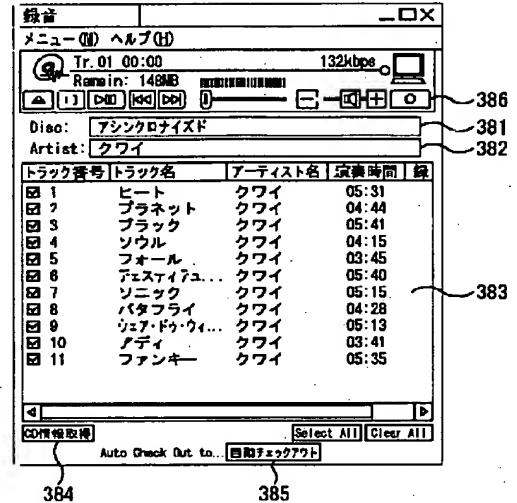 録音
メニュー(M) ヘルプ(H)
Tr.01 00:00 132kbps
Remain: 148MB
386
Disc: アシンクロナイズド 381
Artist: クワイ 382
トラック番号 トラック名 アーティスト名 演奏時間 録
1 ヒート クワイ 05:31
2 プラネット クワイ 04:44
3 ブラック クワイ 05:41
4 ソウル クワイ 04:15
5 フォール クワイ 03:45
6 クワイ 05:40
7 ソニック クワイ 05:15 383
8 バタフライ クワイ 04:28
9 シェア・ドゥ・ウィ... クワイ 05:13
10 アディ クワイ 03:41
11 ファンキー クワイ 05:35
CD情報取得 Select All Clear All
Auto Check Out to... 自動チェックアウト
384 385